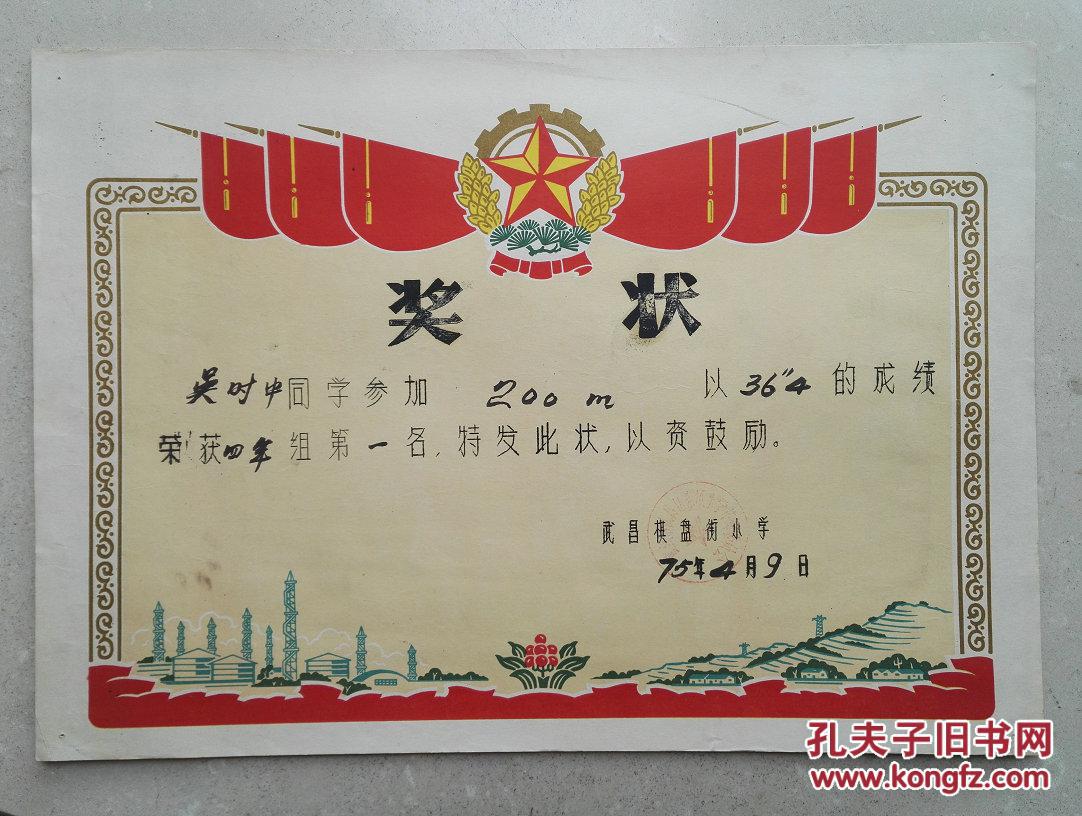 奖 状
吴时中同学参加 200m 以36"4的成绩
荣获四年组第一名,特发此状,以资鼓励。
武昌棋盘街小学
75年4月9日
孔夫子旧书网
www.kongfz.com